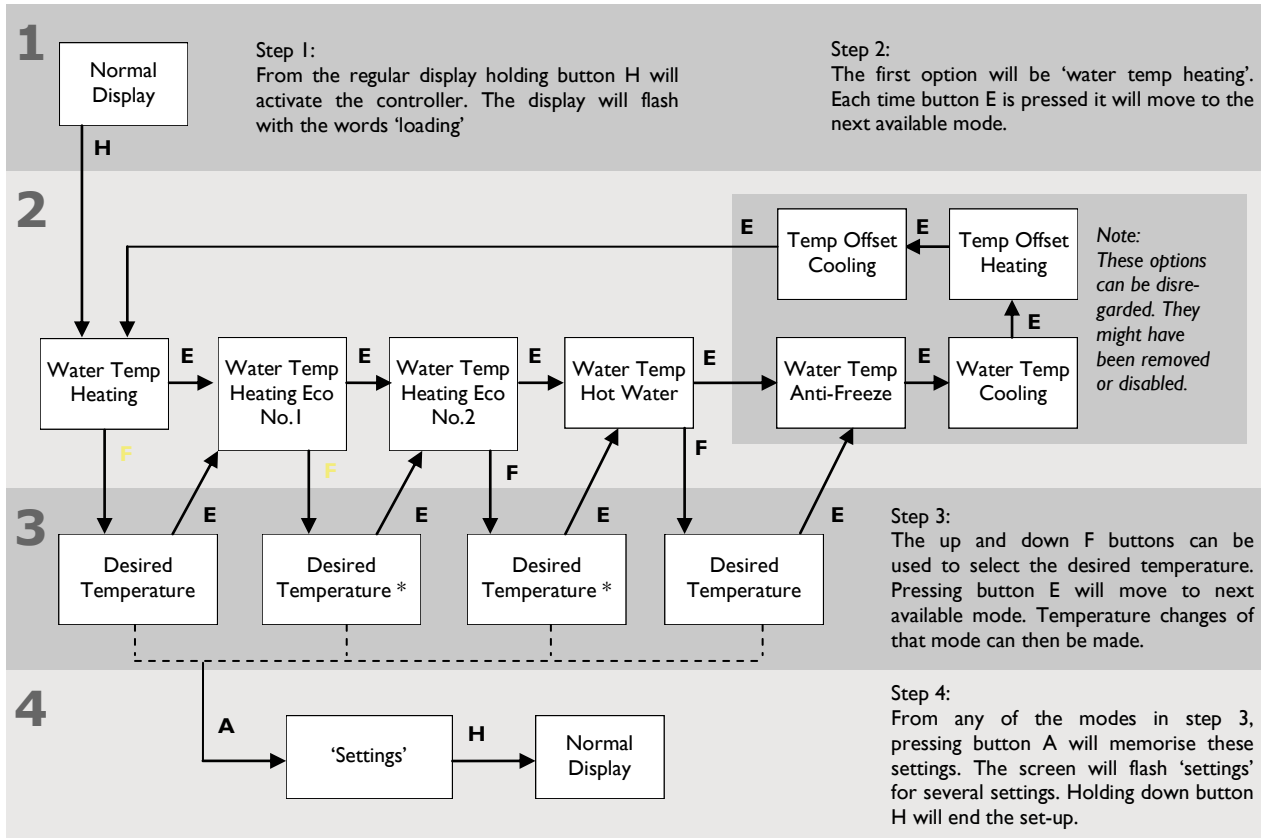 1
Normal
Display
Step 1:
From the regular display holding button H will
activate the controller. The display will flash
with the words ‘loading’
Step 2:
The first option will be ‘water temp heating’.
Each time button E is pressed it will move to the
next available mode.
H
2
E
Temp Offset
Cooling
E
Temp Offset
Heating
Note:
These options
can be disre-
garded. They
might have
been removed
or disabled.
E
Water Temp
Heating
E
Water Temp
Heating Eco
No.1
E
Water Temp
Heating Eco
No.2
E
Water Temp
Hot Water
E
Water Temp
Anti-Freeze
E
Water Temp
Cooling
F
F
F
F
3
E
E
E
E
Desired
Temperature
Desired
Temperature *
Desired
Temperature *
Desired
Temperature
Step 3:
The up and down F buttons can be
used to select the desired temperature.
Pressing button E will move to next
available mode. Temperature changes of
that mode can then be made.
4
A
‘Settings’
H
Normal
Display
Step 4:
From any of the modes in step 3,
pressing button A will memorise these
settings. The screen will flash ‘settings’
for several settings. Holding down button
H will end the set-up.